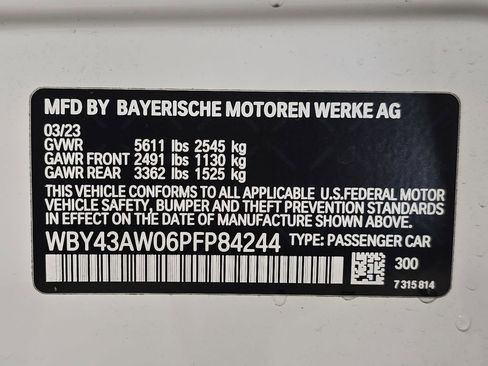 MFD BY BAYERISCHE MOTOREN WERKE AG
03/23
GVWR 5611 lbs 2545 kg
GAWR FRONT 2491 lbs 1130 kg
GAWR REAR 3362 lbs 1525 kg
THIS VEHICLE CONFORMS TO ALL APPLICABLE U.S.FEDERAL MOTOR
VEHICLE SAFETY, BUMPER AND THEFT PREVENTION STANDARDS
IN EFFECT ON THE DATE OF MANUFACTURE SHOWN ABOVE.
WBY43AW06PFP84244 TYPE: PASSENGER CAR
300
7 315 814